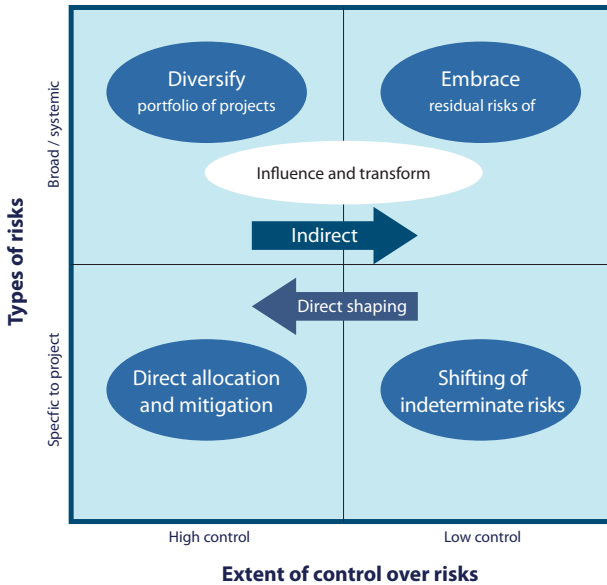 Diversify
portfolio of projects
Embrace
residual risks of
Influence and transform
Indirect
Direct shaping
Direct allocation
and mitigation
Shifting of
indeterminate risks
Types of risks
Broad / systemic
Specfic to project
High control
Low control
Extent of control over risks